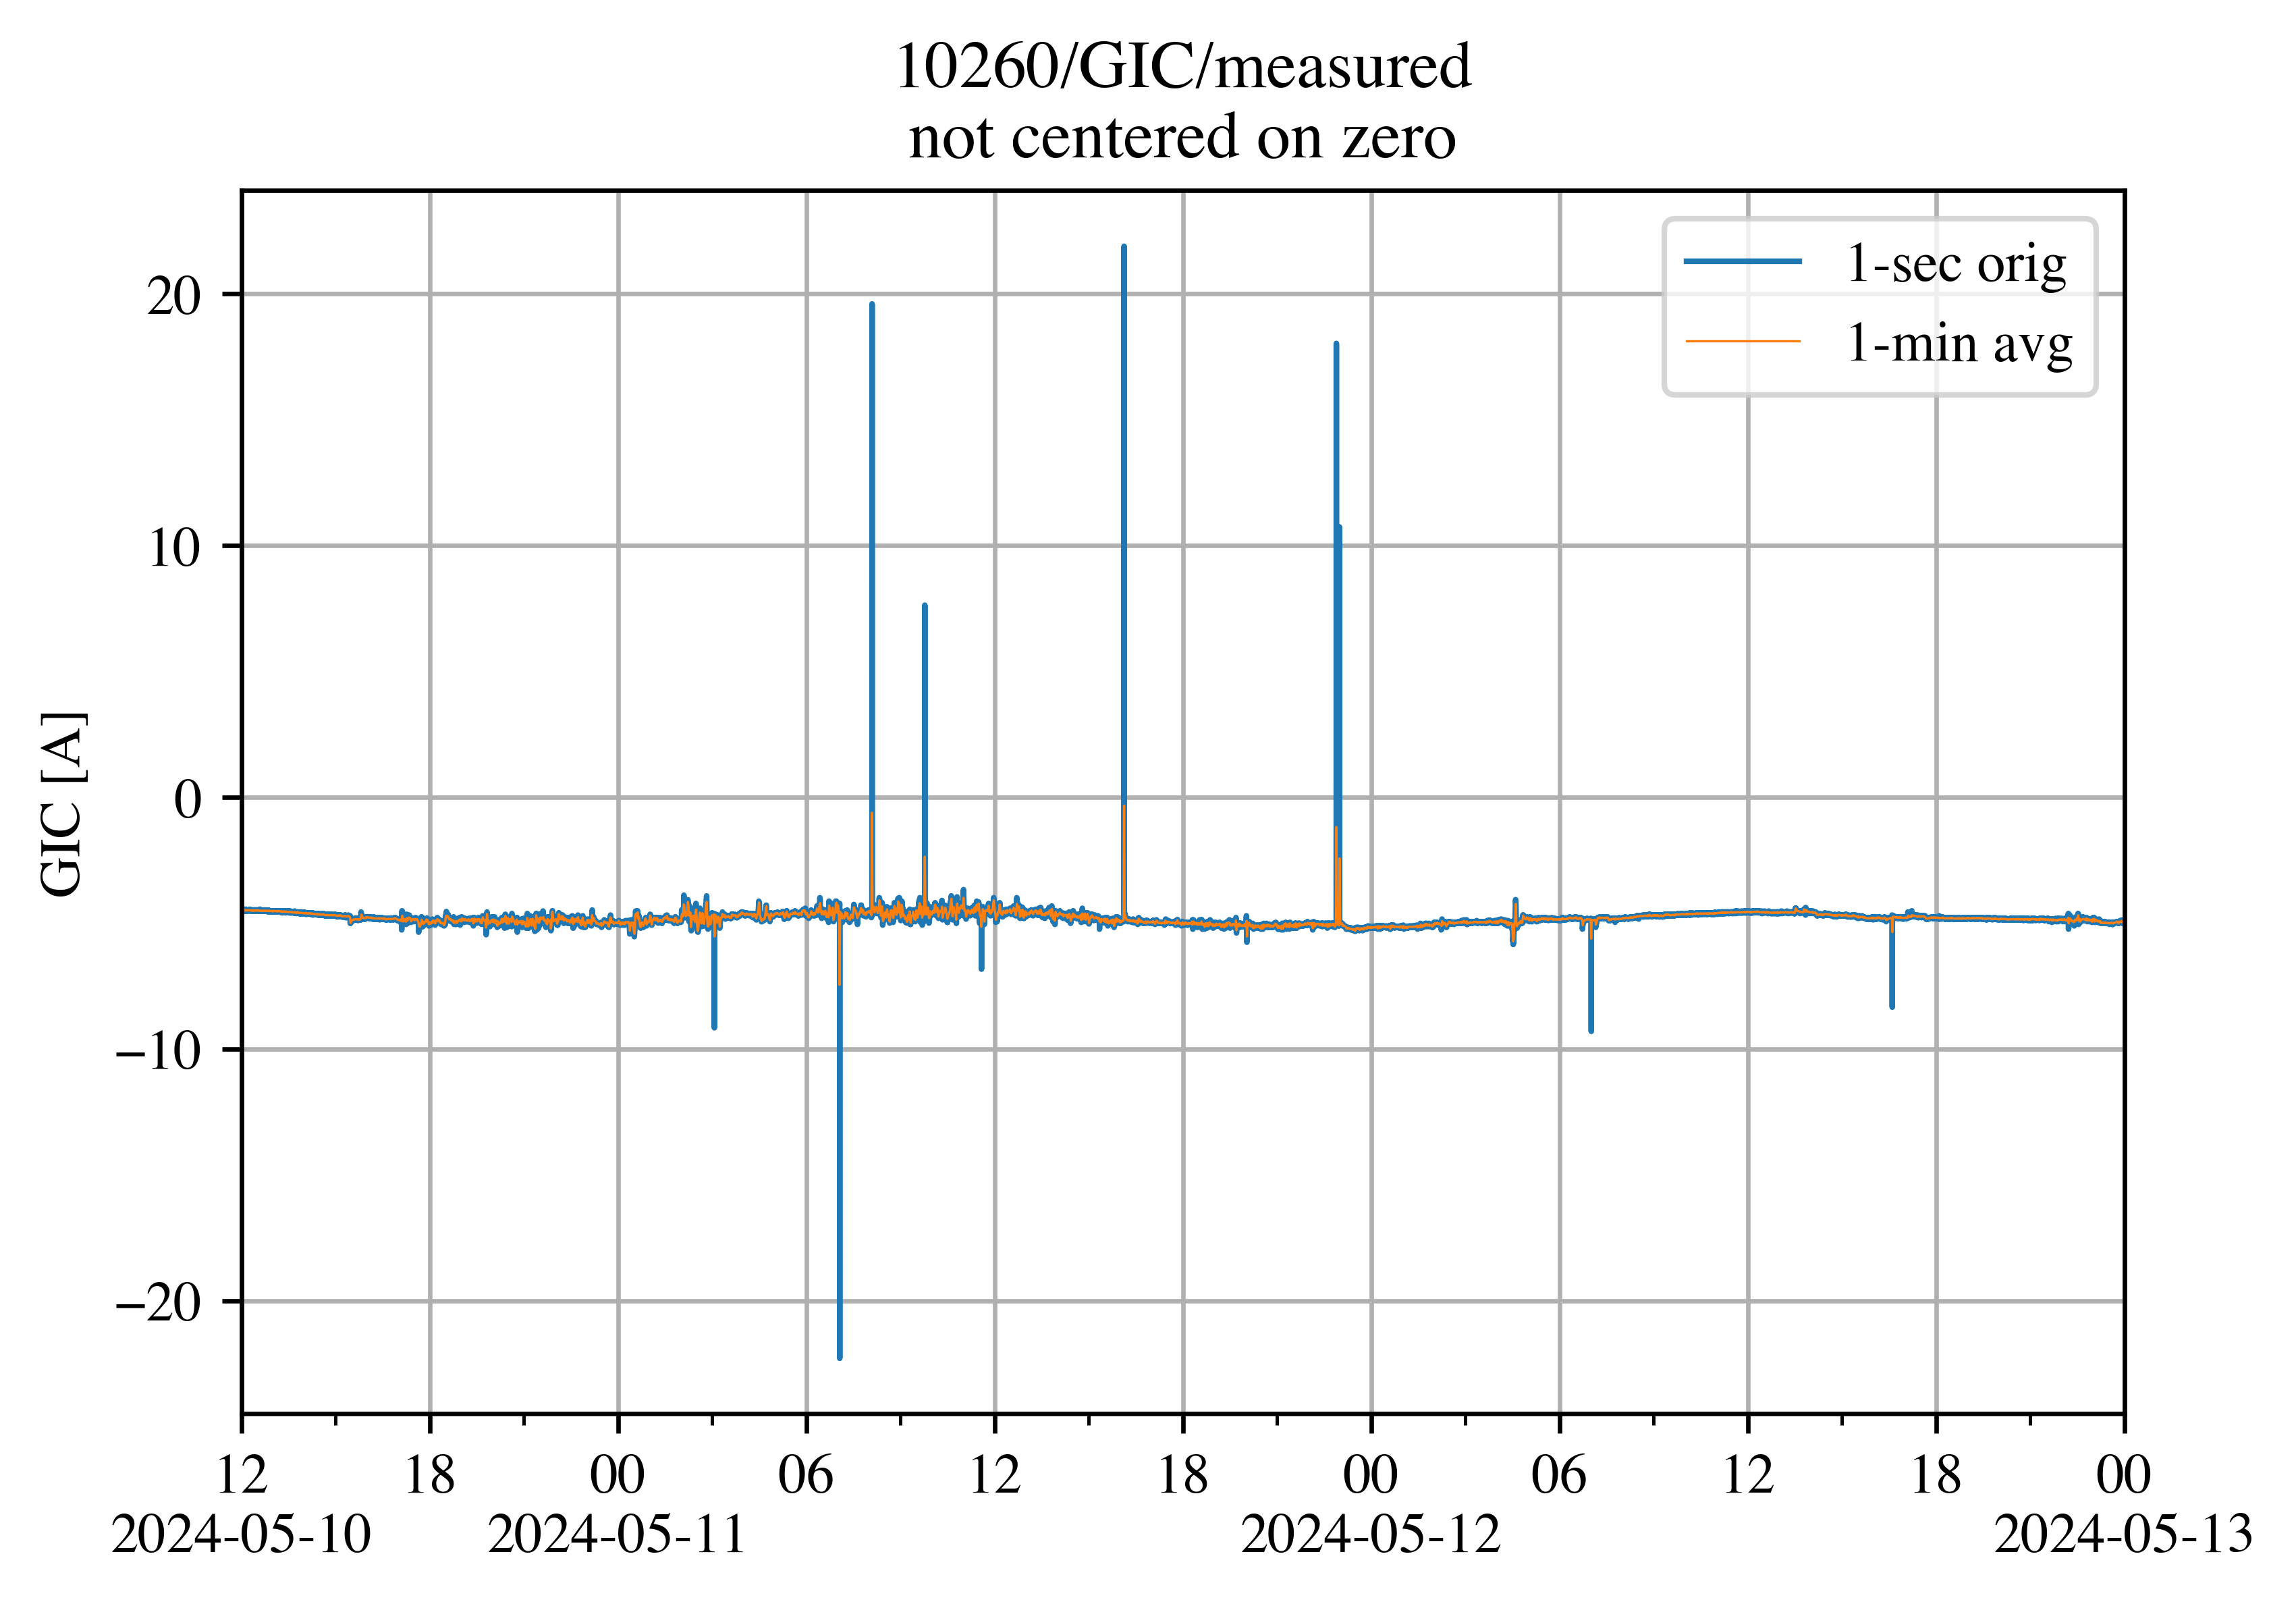 10260/GIC/measured
not centered on zero
1-sec orig
1-min avg
GIC [A]
20
10
0
−10
−20
12 18 00 06 12 18 00 06 12 18 00
2024-05-10 2024-05-11 2024-05-12 2024-05-13